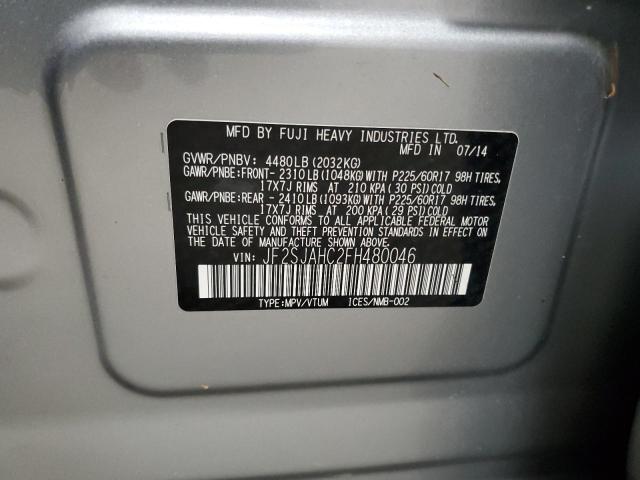 MFD BY FUJI HEAVY INDUSTRIES LTD.
MFD IN 07/14
GVWR/PNBV: 4480LB(2032KG)
GAWR/PNBE:FRONT- 2310LB(1048KG)WITH P225/60R17 98H TIRES,
17X7J RIMS AT 210 KPA(30 PSI)COLD
GAWR/PNBE:REAR - 2410LB(1093KG)WITH P225/60R17 98H TIRES,
17X7J RIMS AT 200 KPA(29 PSI)COLD
THIS VEHICLE CONFORMS TO ALL APPLICABLE FEDERAL MOTOR
VEHICLE SAFETY AND THEFT PREVENTION STANDARDS IN EFFECT
ON THE DATE OF MANUFACTURE SHOWN ABOVE.
VIN: JF2SJAHC2FH480046
TYPE:MPV/VTUM ICES/NMB-002